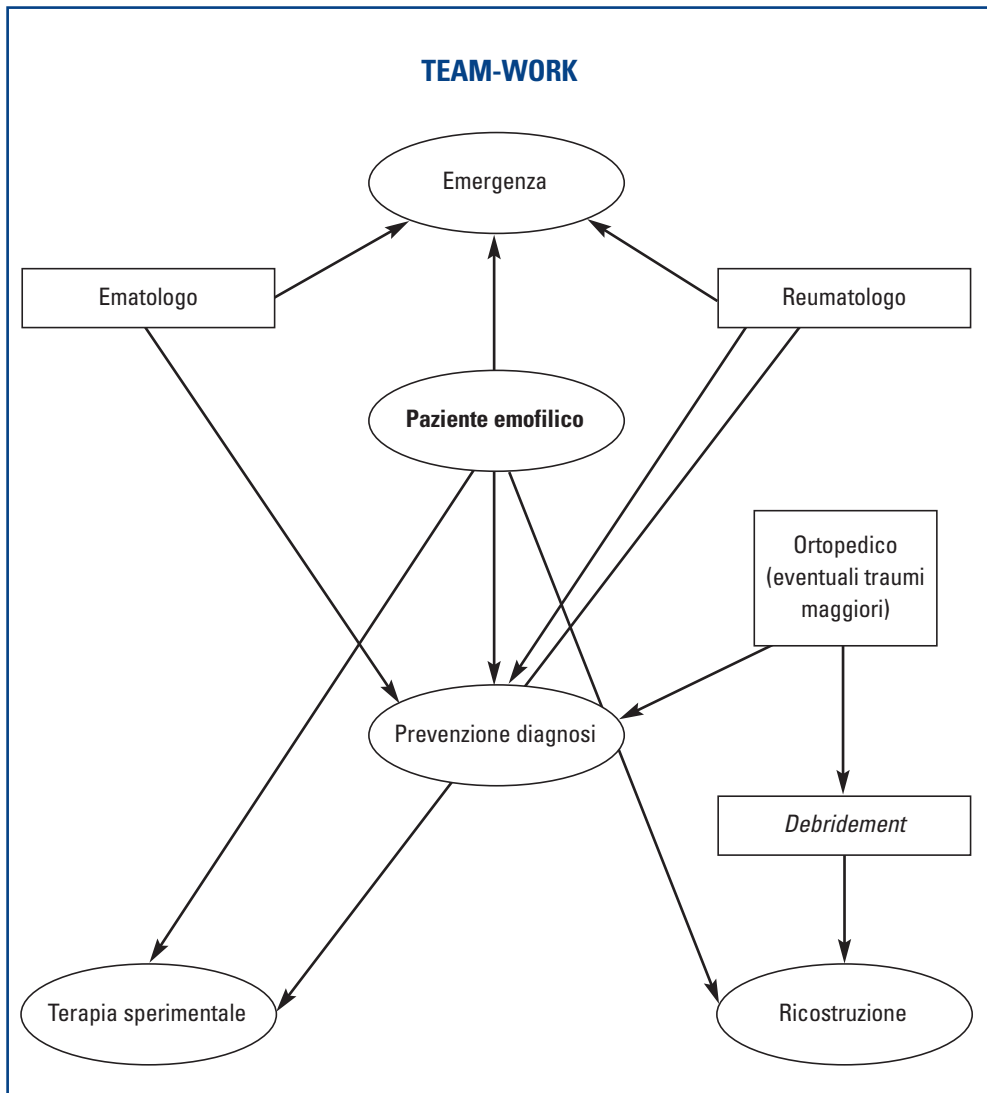 TEAM-WORK
Emergenza
Ematologo
Reumatologo
Paziente emofilico
Ortopedico
(eventuali traumi
maggiori)
Prevenzione diagnosi
Debridement
Terapia sperimentale
Ricostruzione